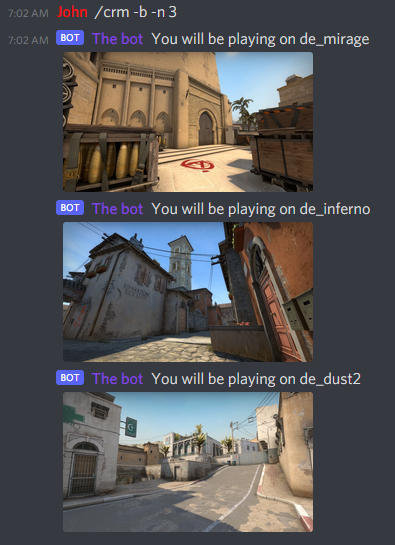 7:02 AM John /crm -b -n 3
7:02 AM BOT The bot You will be playing on de_mirage
BOT The bot You will be playing on de_inferno
BOT The bot You will be playing on de_dust2